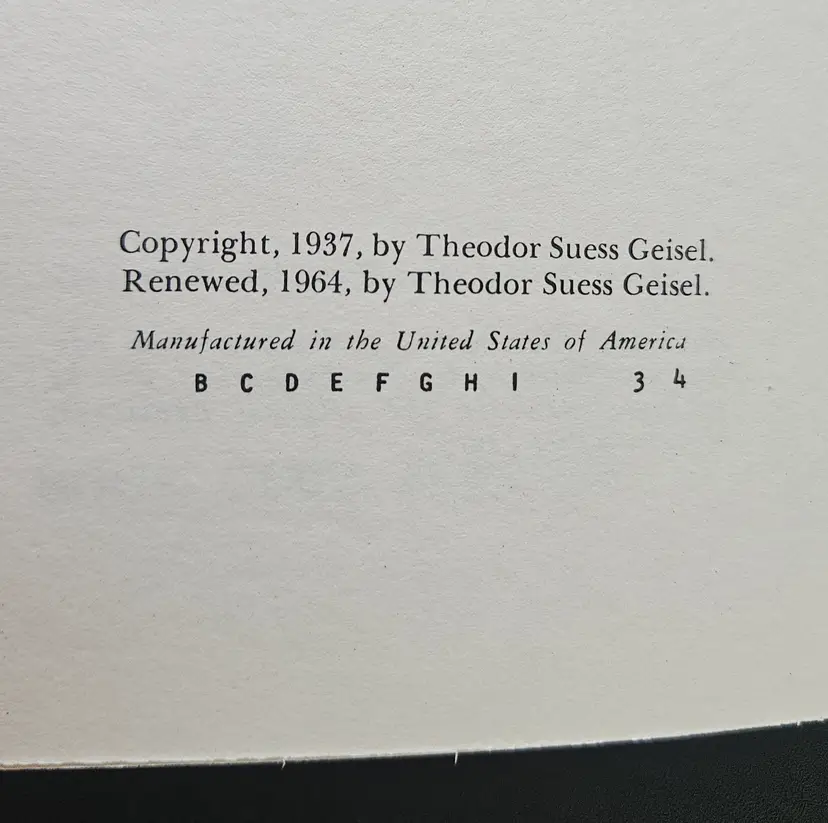 Copyright, 1937, by Theodor Suess Geisel.
Renewed, 1964, by Theodor Suess Geisel.
Manufactured in the United States of America
B C D E F G H I 3 4